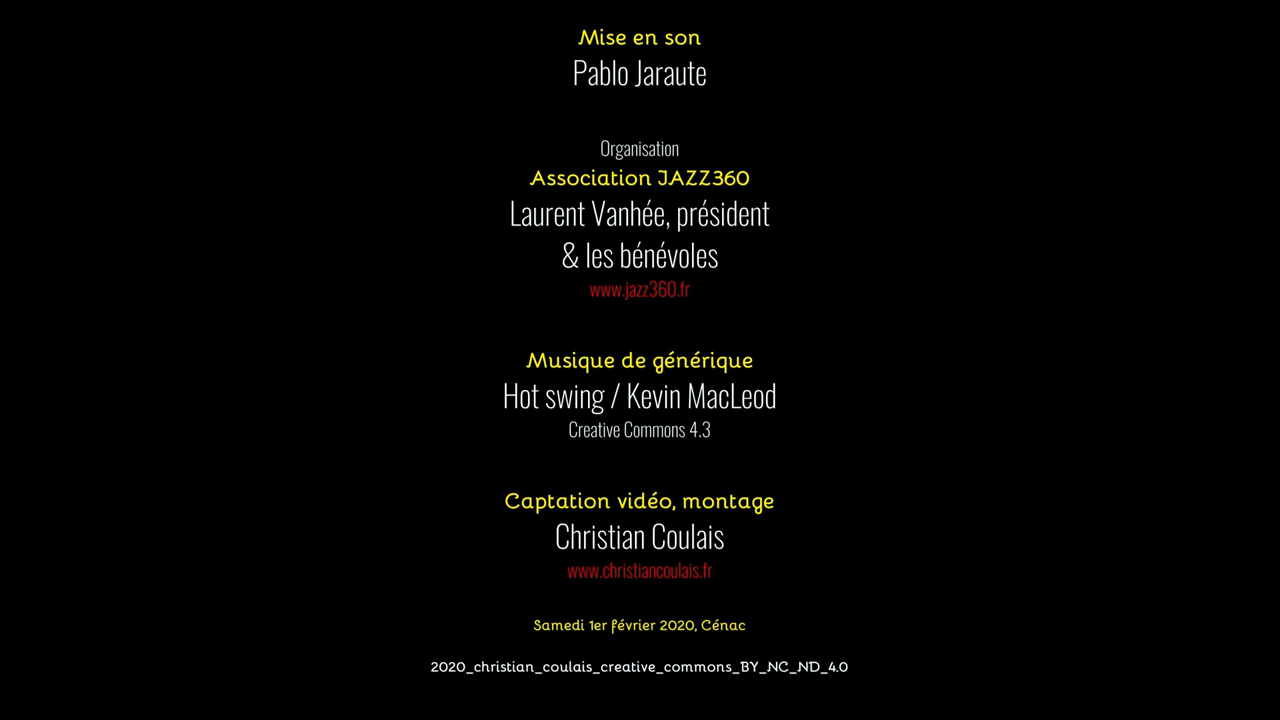 Mise en son
Pablo Jaraute
Organisation
Association JAZZ360
Laurent Vanhée, président
& les bénévoles
www.jazz360.fr
Musique de générique
Hot swing / Kevin MacLeod
Creative Commons 4.3
Captation vidéo, montage
Christian Coulais
www.christiancoulais.fr
Samedi 1er février 2020, Cénac
2020_christian_coulais_creative_commons_BY_NC_ND_4.0